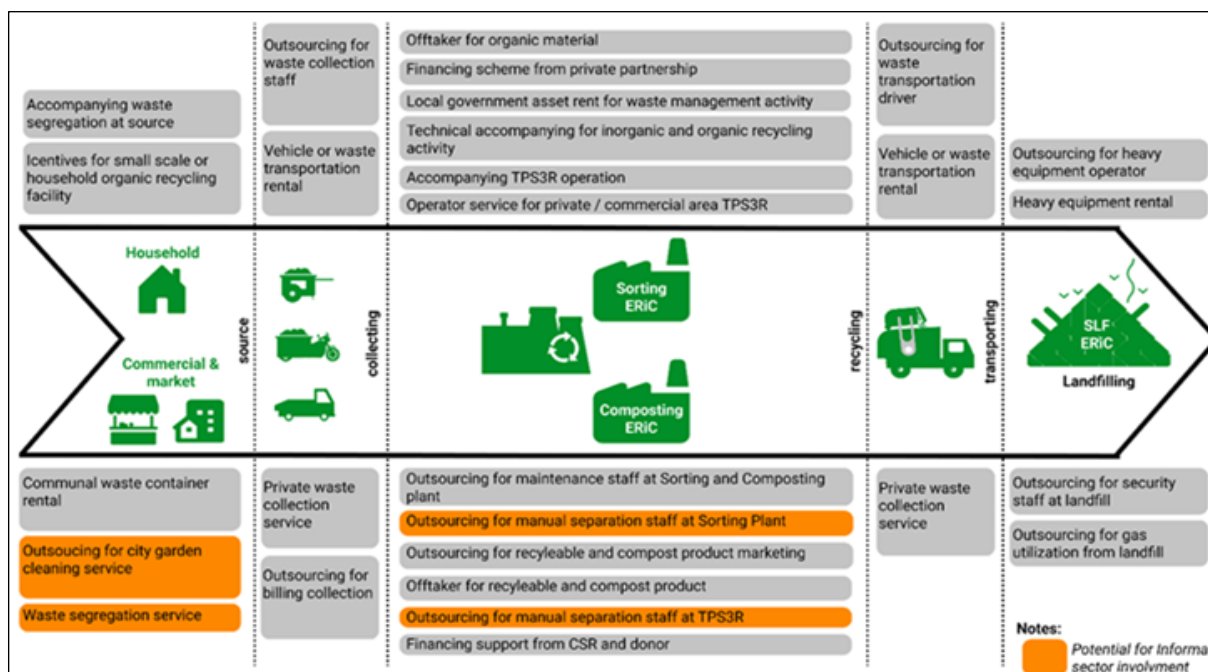 Accompanying waste
segregation at source
Icentives for small scale or
household organic recycling
facility
Outsourcing for
waste collection
staff
Vehicle or waste
transportation
rental
Offtaker for organic material
Financing scheme from private partnership
Local government asset rent for waste management activity
Technical accompanying for inorganic and organic recycling
activity
Accompanying TPS3R operation
Operator service for private / commercial area TPS3R
Outsourcing for
waste
transportation
driver
Vehicle or waste
transportation
rental
Outsourcing for heavy
equipment operator
Heavy equipment rental
Household
Commercial &
market
source
collecting
Sorting
ERiC
Composting
ERiC
recycling
transporting
SLF
ERiC
Landfilling
Communal waste container
rental
Outsoucing for city garden
cleaning service
Waste segregation service
Private waste
collection
service
Outsourcing for
billing collection
Outsourcing for maintenance staff at Sorting and Composting
plant
Outsourcing for manual separation staff at Sorting Plant
Outsourcing for recyleable and compost product marketing
Offtaker for recyleable and compost product
Outsourcing for manual separation staff at TPS3R
Financing support from CSR and donor
Private waste
collection
service
Outsourcing for security
staff at landfill
Outsourcing for gas
utilization from landfill
Notes:
Potential for Informa
sector involyment